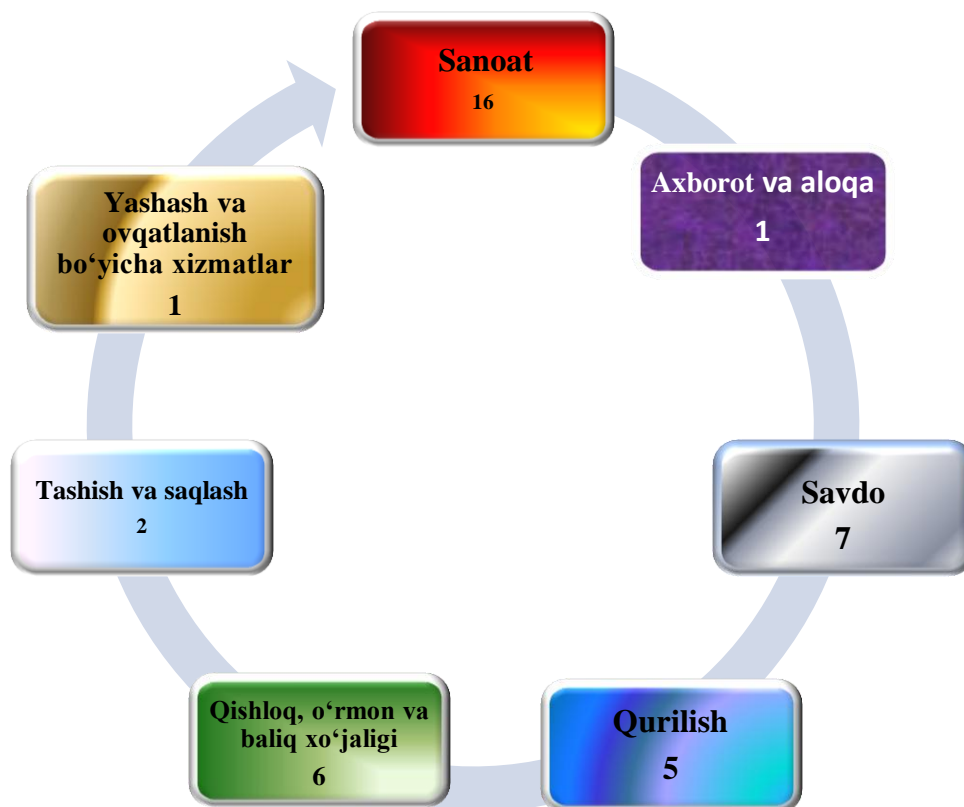 Sanoat
16
Axborot va aloqa
1
Savdo
7
Qurilish
5
Qishloq, o‘rmon va
baliq xo‘jaligi
6
Tashish va saqlash
2
Yashash va
ovqatlanish
bo‘yicha xizmatlar
1